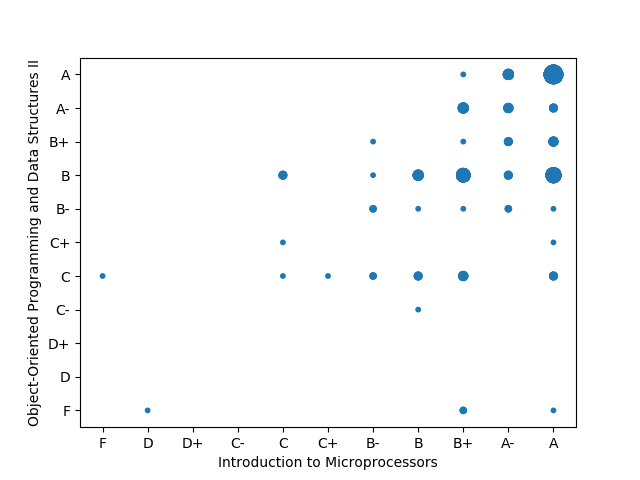 Object-Oriented Programming and Data Structures II
A
A-
B+
B
B-
C+
C
C-
D+
D
F
F
D
D+
C-
C
C+
B-
B
B+
A-
A
Introduction to Microprocessors